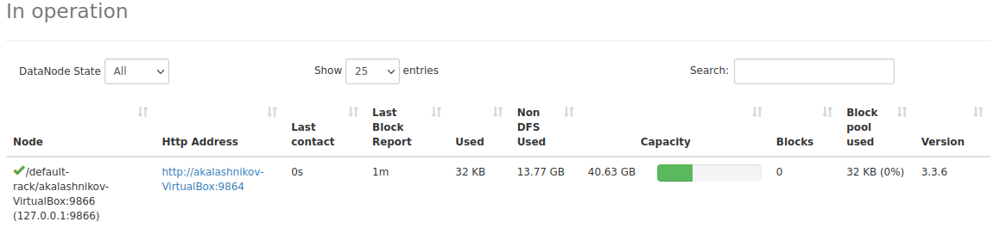 In operation
DataNode State All Show 25 entries Search:
Node Http Address Last contact Last Block Report Used Non DFS Used Capacity Blocks Block pool used Version
/default-rack/akalashnikov-VirtualBox:9866 (127.0.0.1:9866) http://akalashnikov-VirtualBox:9864 0s 1m 32 KB 13.77 GB 40.63 GB 0 32 KB (0%) 3.3.6